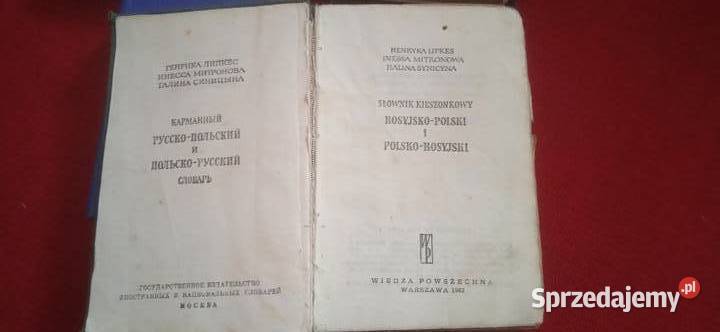 ГЕНРИКА ЛИПКЕС
ИНЕССА МИТРОНОВА
ГАЛИНА СИНИЦЫНА
КАРМАННЫЙ
РУССКО-ПОЛЬСКИЙ
И
ПОЛЬСКО-РУССКИЙ
СЛОВАРЬ
ГОСУДАРСТВЕННОЕ ИЗДАТЕЛЬСТВО
ИНОСТРАННЫХ И НАЦИОНАЛЬНЫХ СЛОВАРЕЙ
МОСКВА
HENRYKA LIPKES
INESSA MITRONOWA
HALINA SYNICYNA
SŁOWNIK KIESZONKOWY
ROSYJSKO-POLSKI
I
POLSKO-ROSYJSKI
WP
WIEDZA POWSZECHNA
WARSZAWA
Sprzedajemy.pl